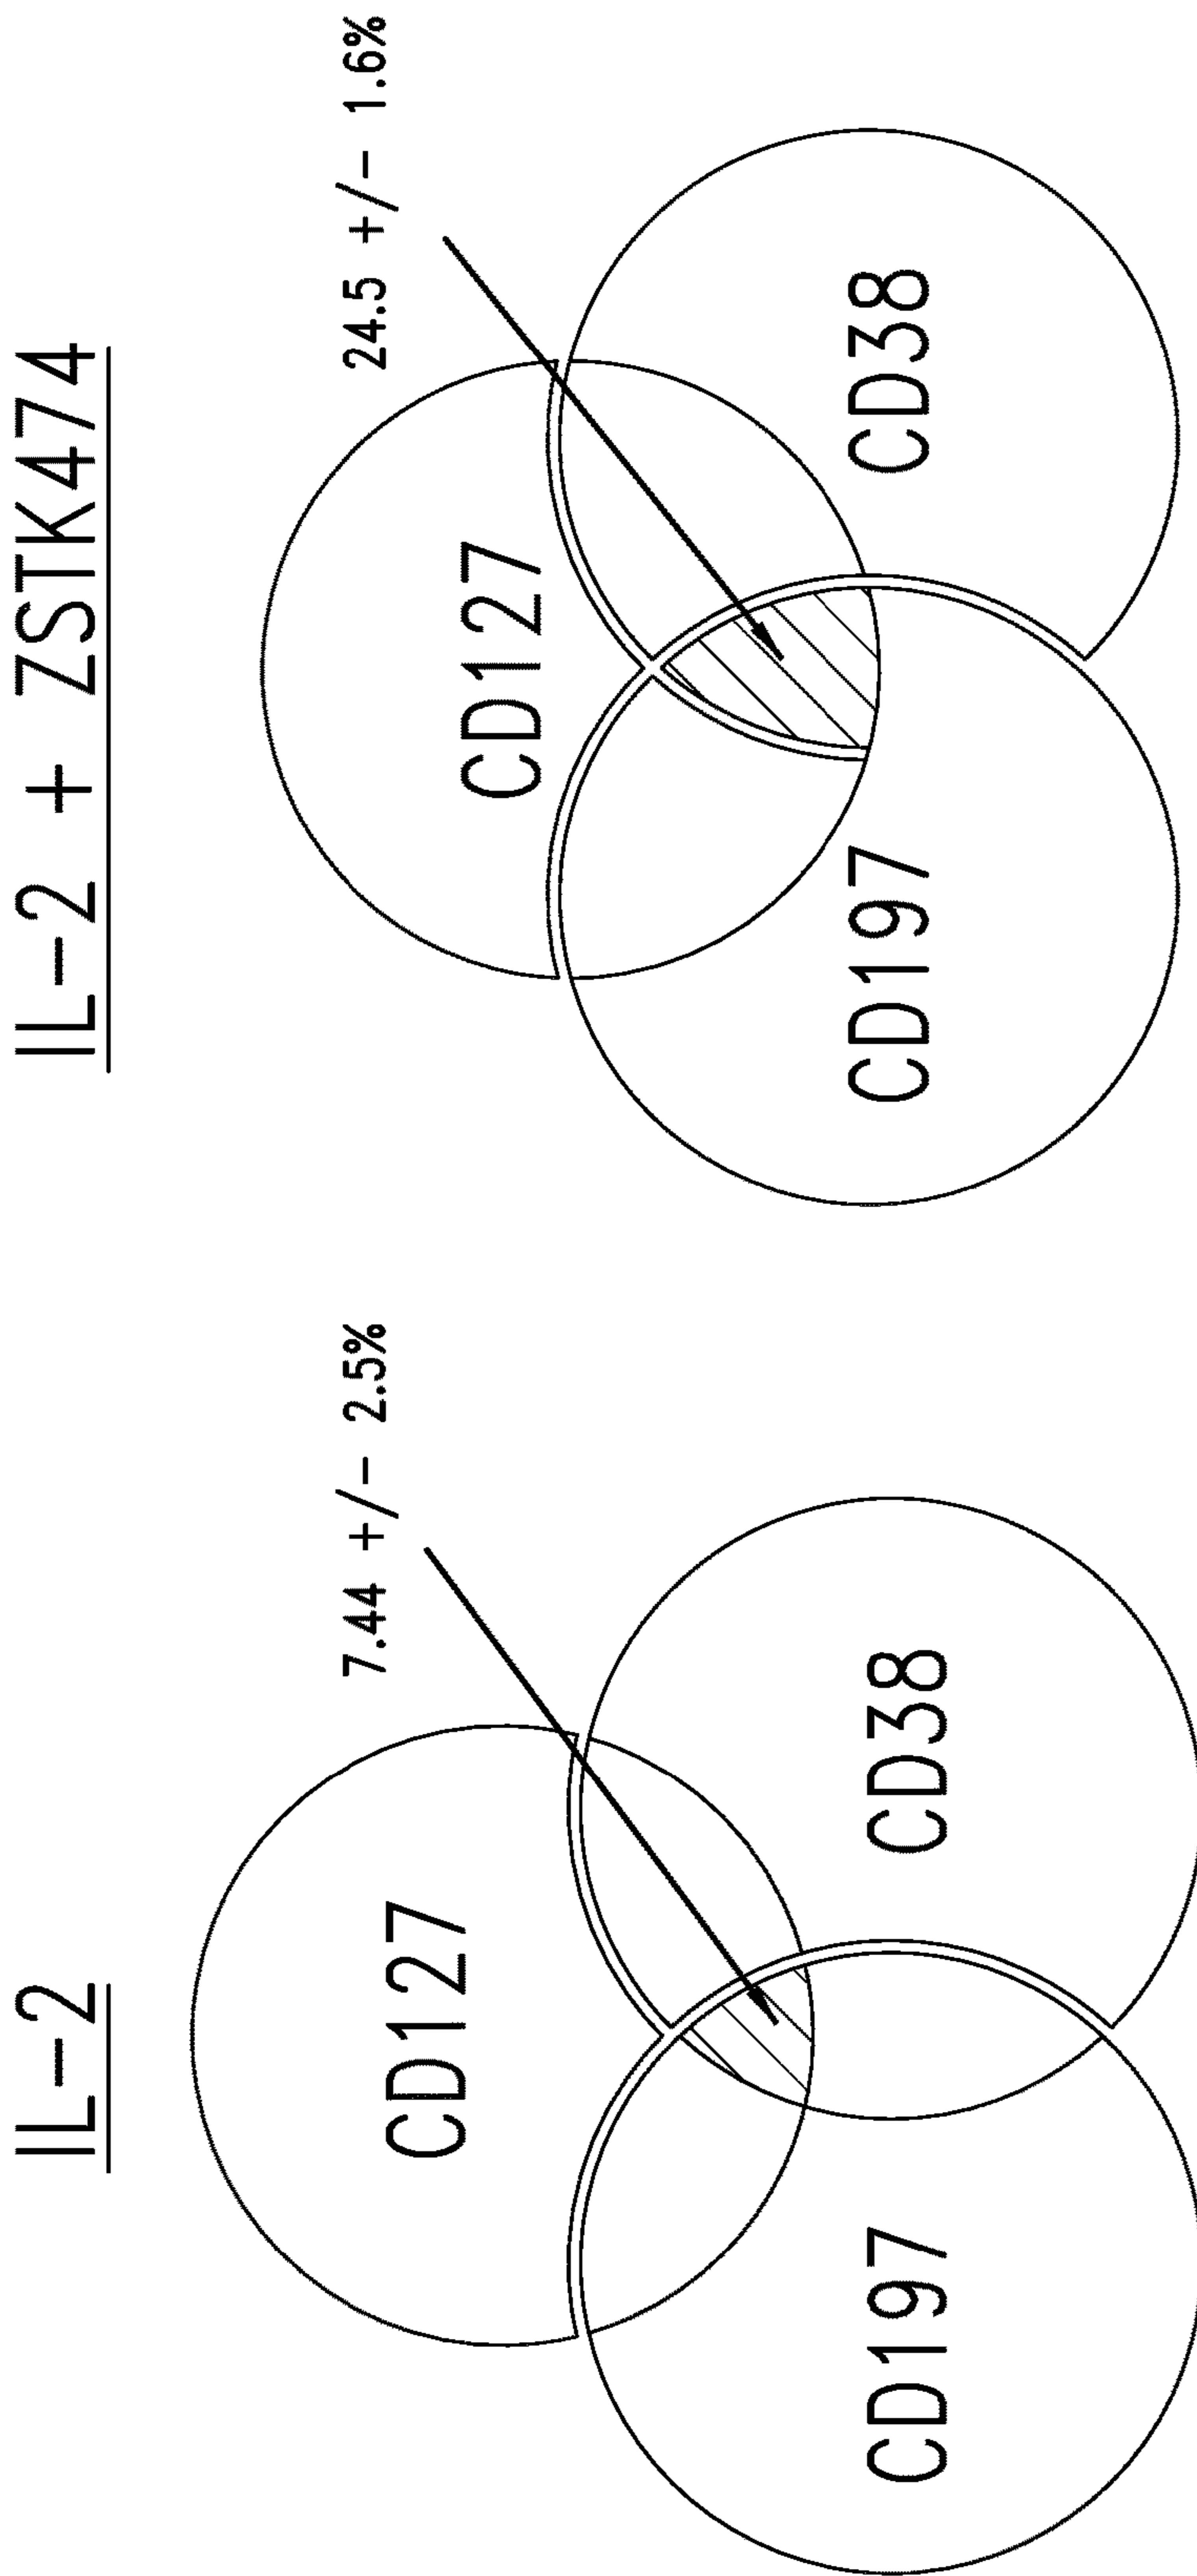 IL-2
7.44 +/- 2.5%
CD127
CD197
CD38
IL-2 + ZSTK474
24.5 +/- 1.6%
CD127
CD197
CD38